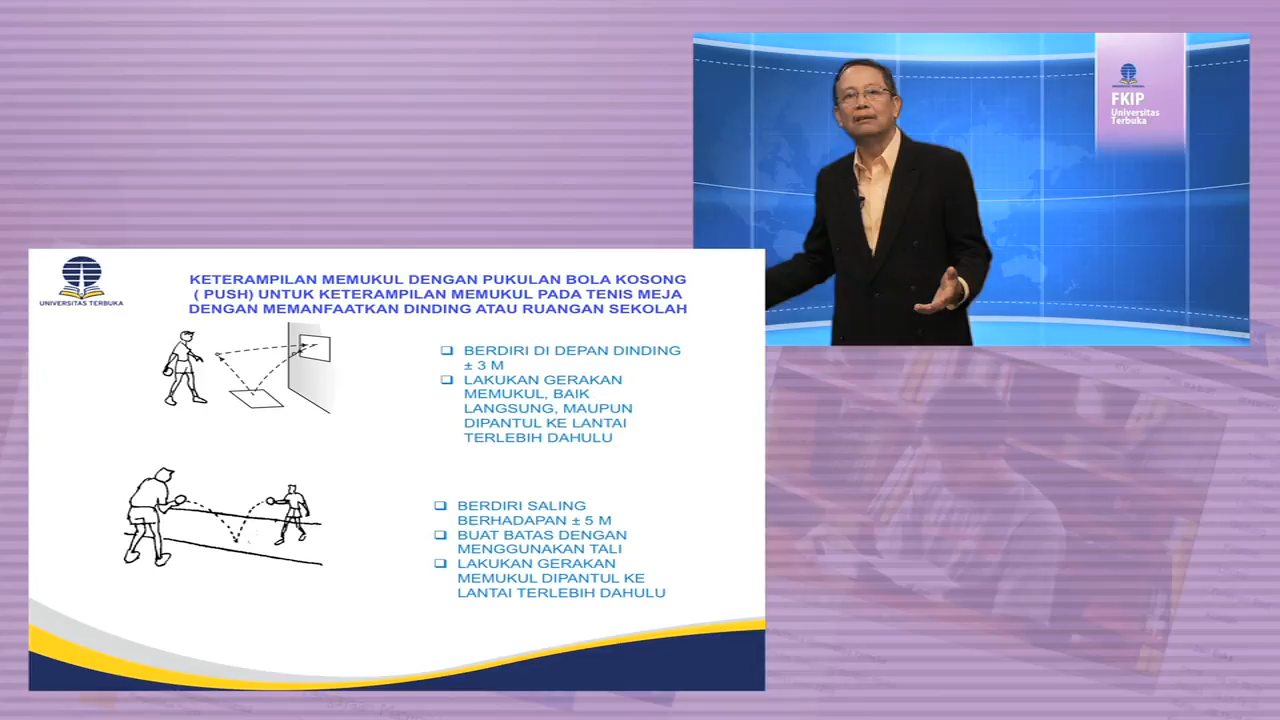 UNIVERSITAS TERBUKA
KETERAMPILAN MEMUKUL DENGAN PUKULAN BOLA KOSONG
( PUSH) UNTUK KETERAMPILAN MEMUKUL PADA TENIS MEJA
DENGAN MEMANFAATKAN DINDING ATAU RUANGAN SEKOLAH
BERDIRI DI DEPAN DINDING
± 3 M
LAKUKAN GERAKAN
MEMUKUL, BAIK
LANGSUNG, MAUPUN
DIPANTUL KE LANTAI
TERLEBIH DAHULU
BERDIRI SALING
BERHADAPAN ± 5 M
BUAT BATAS DENGAN
MENGGUNAKAN TALI
LAKUKAN GERAKAN
MEMUKUL DIPANTUL KE
LANTAI TERLEBIH DAHULU
FKIP
Universitas
Terbuka